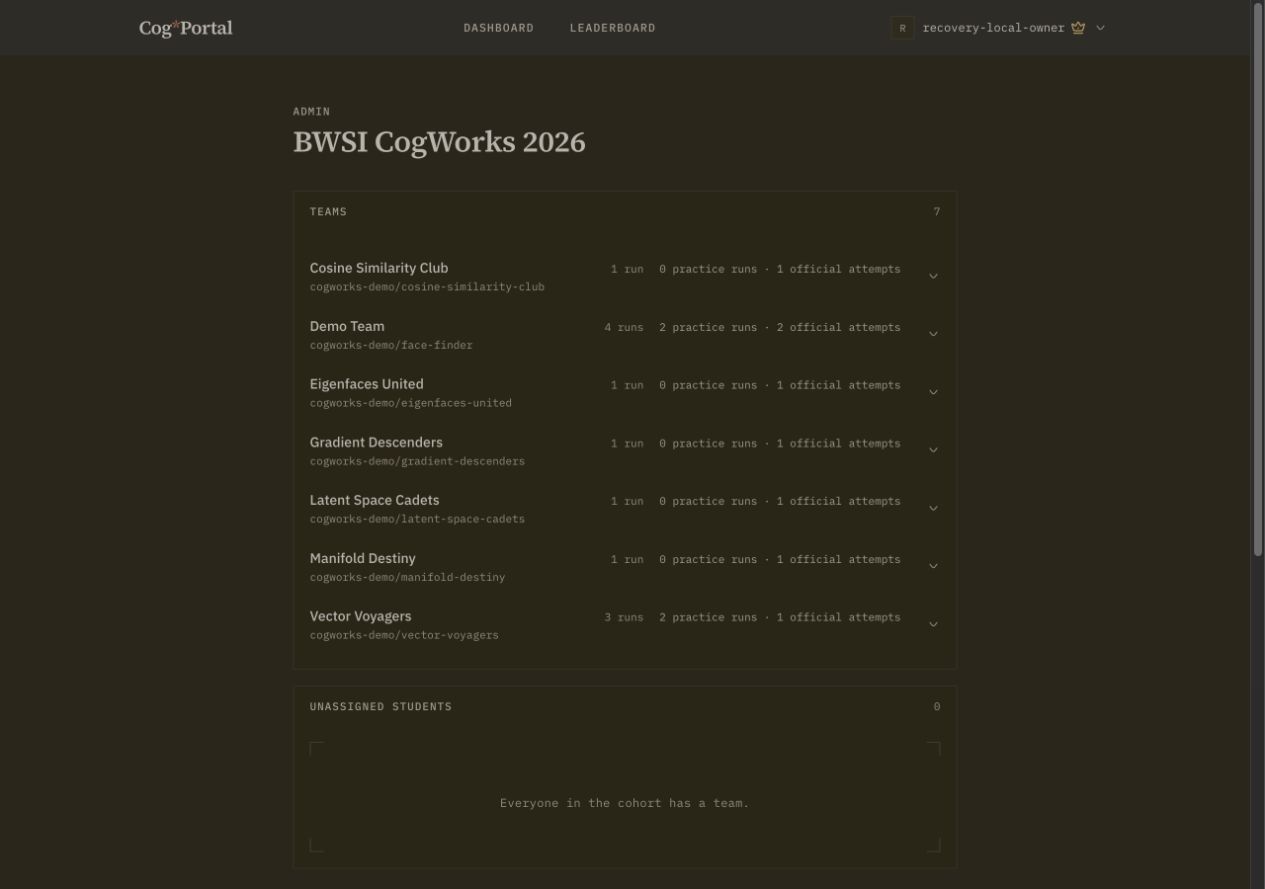 Cog*Portal
DASHBOARD LEADERBOARD
R recovery-local-owner
ADMIN
BWSI CogWorks 2026
TEAMS 7
Cosine Similarity Club 1 run 0 practice runs · 1 official attempts
cogworks-demo/cosine-similarity-club
Demo Team 4 runs 2 practice runs · 2 official attempts
cogworks-demo/face-finder
Eigenfaces United 1 run 0 practice runs · 1 official attempts
cogworks-demo/eigenfaces-united
Gradient Descenders 1 run 0 practice runs · 1 official attempts
cogworks-demo/gradient-descenders
Latent Space Cadets 1 run 0 practice runs · 1 official attempts
cogworks-demo/latent-space-cadets
Manifold Destiny 1 run 0 practice runs · 1 official attempts
cogworks-demo/manifold-destiny
Vector Voyagers 3 runs 2 practice runs · 1 official attempts
cogworks-demo/vector-voyagers
UNASSIGNED STUDENTS 0
Everyone in the cohort has a team.